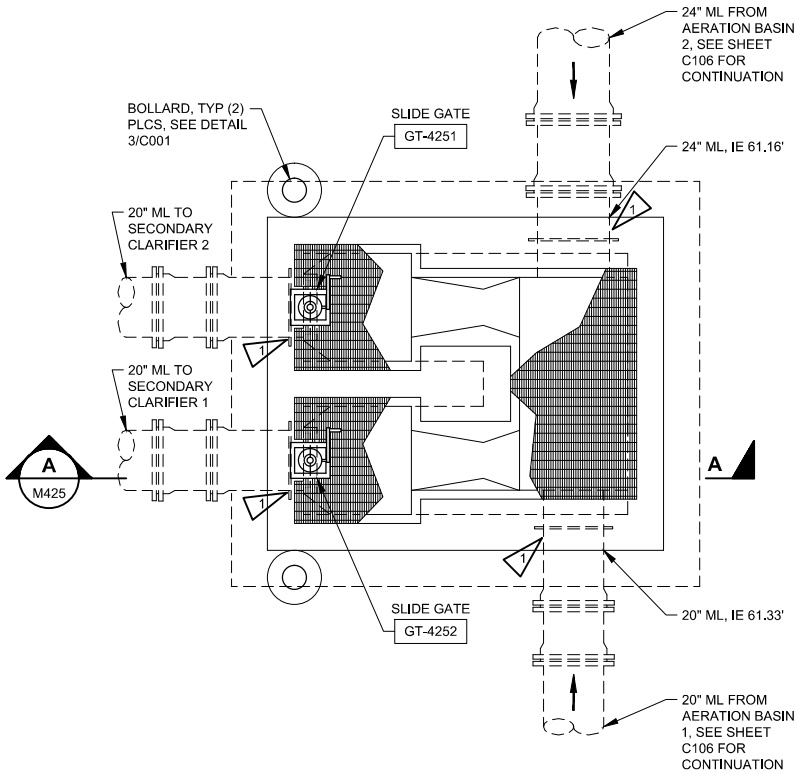 24" ML FROM
AERATION BASIN
2, SEE SHEET
C106 FOR
CONTINUATION
BOLLARD, TYP (2)
PLCS, SEE DETAIL
3/C001
SLIDE GATE
GT-4251
24" ML, IE 61.16'
1
20" ML TO
SECONDARY
CLARIFIER 2
1
20" ML TO
SECONDARY
CLARIFIER 1
A
M425
A
1
1
SLIDE GATE
GT-4252
20" ML, IE 61.33'
20" ML FROM
AERATION BASIN
1, SEE SHEET
C106 FOR
CONTINUATION